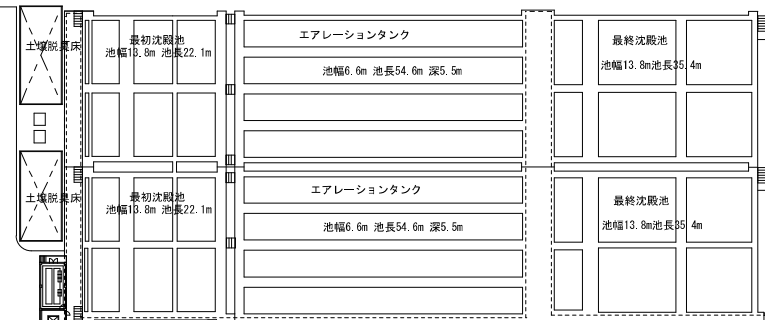 土壌脱臭床
最初沈殿池
池幅13.8m 池長22.1m
エアレーションタンク
池幅6.6m 池長54.6m 深5.5m
最終沈殿池
池幅13.8m池長35.4m
土壌脱臭床
最初沈殿池
池幅13.8m 池長22.1m
エアレーションタンク
池幅6.6m 池長54.6m 深5.5m
最終沈殿池
池幅13.8m池長35.4m